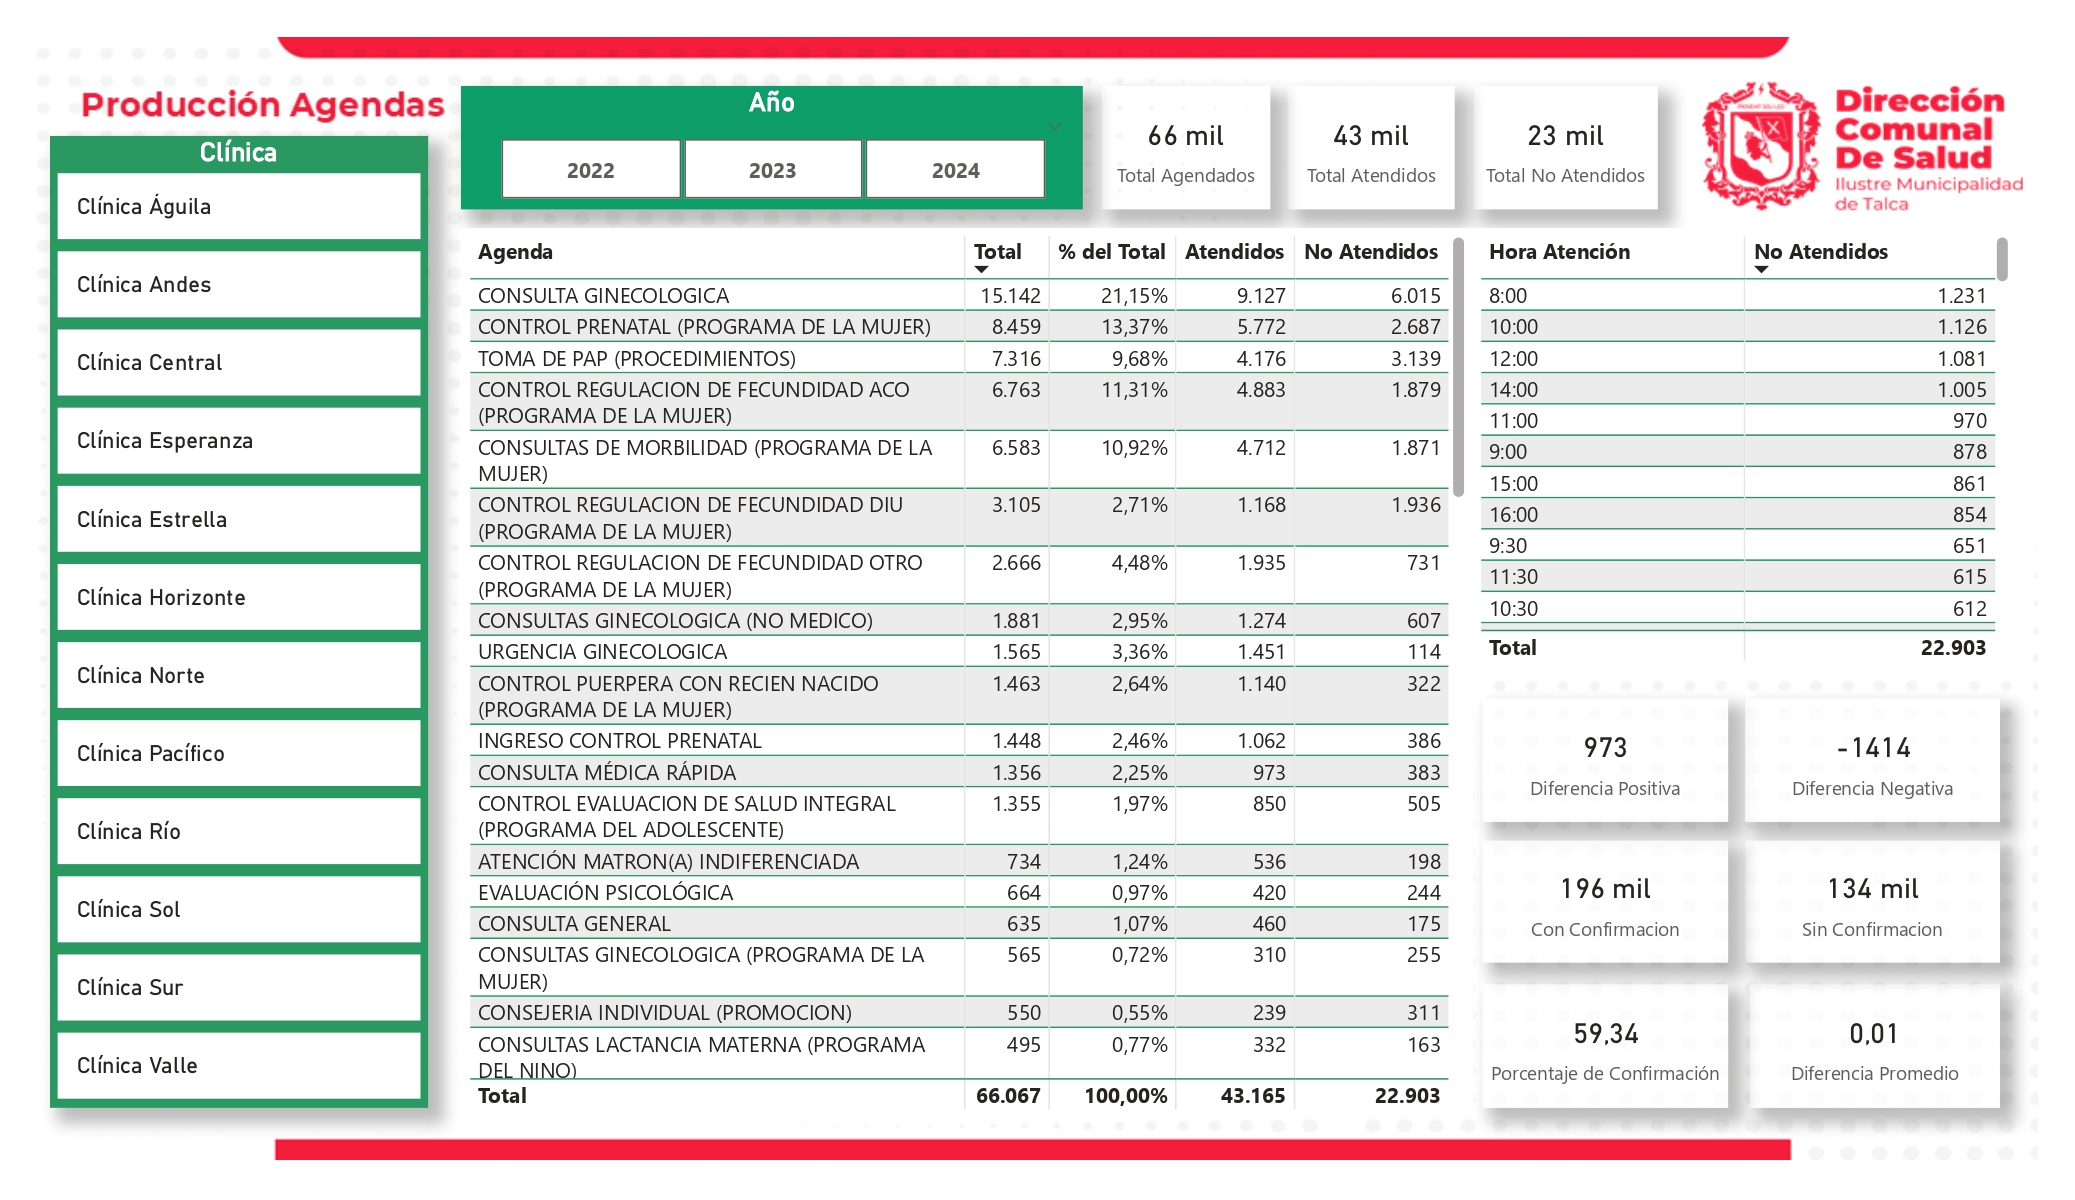 Producción Agendas
Clínica
Clínica Águila
Clínica Andes
Clínica Central
Clínica Esperanza
Clínica Estrella
Clínica Horizonte
Clínica Norte
Clínica Pacífico
Clínica Río
Clínica Sol
Clínica Sur
Clínica Valle
Año
2022 2023 2024
66 mil
Total Agendados
43 mil
Total Atendidos
23 mil
Total No Atendidos
Dirección
Comunal
De Salud
Ilustre Municipalidad
de Talca
Agenda Total % del Total Atendidos No Atendidos
CONSULTA GINECOLOGICA 15.142 21,15% 9.127 6.015
CONTROL PRENATAL (PROGRAMA DE LA MUJER) 8.459 13,37% 5.772 2.687
TOMA DE PAP (PROCEDIMIENTOS) 7.316 9,68% 4.176 3.139
CONTROL REGULACION DE FECUNDIDAD ACO 6.763 11,31% 4.883 1.879
(PROGRAMA DE LA MUJER)
CONSULTAS DE MORBILIDAD (PROGRAMA DE LA 6.583 10,92% 4.712 1.871
MUJER)
CONTROL REGULACION DE FECUNDIDAD DIU 3.105 2,71% 1.168 1.936
(PROGRAMA DE LA MUJER)
CONTROL REGULACION DE FECUNDIDAD OTRO 2.666 4,48% 1.935 731
(PROGRAMA DE LA MUJER)
CONSULTAS GINECOLOGICA (NO MEDICO) 1.881 2,95% 1.274 607
URGENCIA GINECOLOGICA 1.565 3,36% 1.451 114
CONTROL PUERPERA CON RECIEN NACIDO 1.463 2,64% 1.140 322
(PROGRAMA DE LA MUJER)
INGRESO CONTROL PRENATAL 1.448 2,46% 1.062 386
CONSULTA MÉDICA RÁPIDA 1.356 2,25% 973 383
CONTROL EVALUACION DE SALUD INTEGRAL 1.355 1,97% 850 505
(PROGRAMA DEL ADOLESCENTE)
ATENCIÓN MATRON(A) INDIFERENCIADA 734 1,24% 536 198
EVALUACIÓN PSICOLÓGICA 664 0,97% 420 244
CONSULTA GENERAL 635 1,07% 460 175
CONSULTAS GINECOLOGICA (PROGRAMA DE LA 565 0,72% 310 255
MUJER)
CONSEJERIA INDIVIDUAL (PROMOCION) 550 0,55% 239 311
CONSULTAS LACTANCIA MATERNA (PROGRAMA 495 0,77% 332 163
DEL NINO)
Total 66.067 100,00% 43.165 22.903
Hora Atención No Atendidos
8:00 1.231
10:00 1.126
12:00 1.081
14:00 1.005
11:00 970
9:00 878
15:00 861
16:00 854
9:30 651
11:30 615
10:30 612
Total 22.903
973
Diferencia Positiva
-1414
Diferencia Negativa
196 mil
Con Confirmacion
134 mil
Sin Confirmacion
59,34
Porcentaje de Confirmación
0,01
Diferencia Promedio